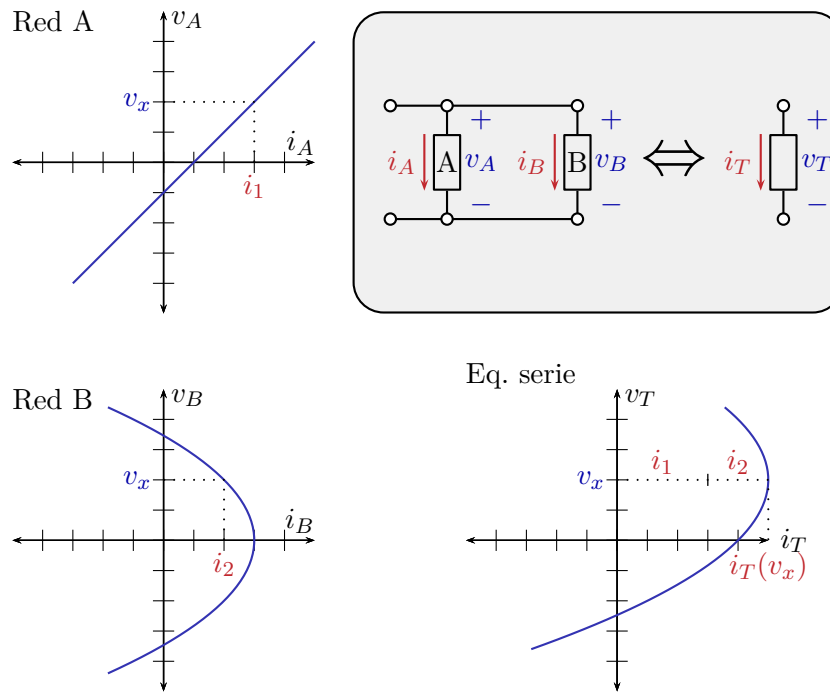 Red A
v_A
v_x
i_A
i_1
i_A
A
+
v_A
−
i_B
B
+
v_B
−
⇔
i_T
+
v_T
−
Red B
v_B
v_x
i_B
i_2
Eq. serie
v_T
v_x
i_1
i_2
i_T
i_T(v_x)